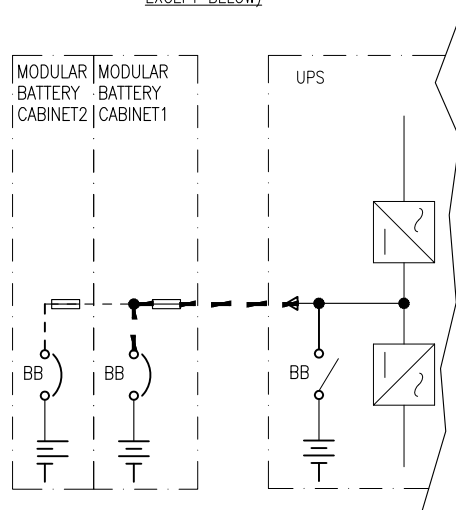 EXCEPT BELOW)
MODULAR
BATTERY
CABINET2
MODULAR
BATTERY
CABINET1
UPS
BB
BB
BB